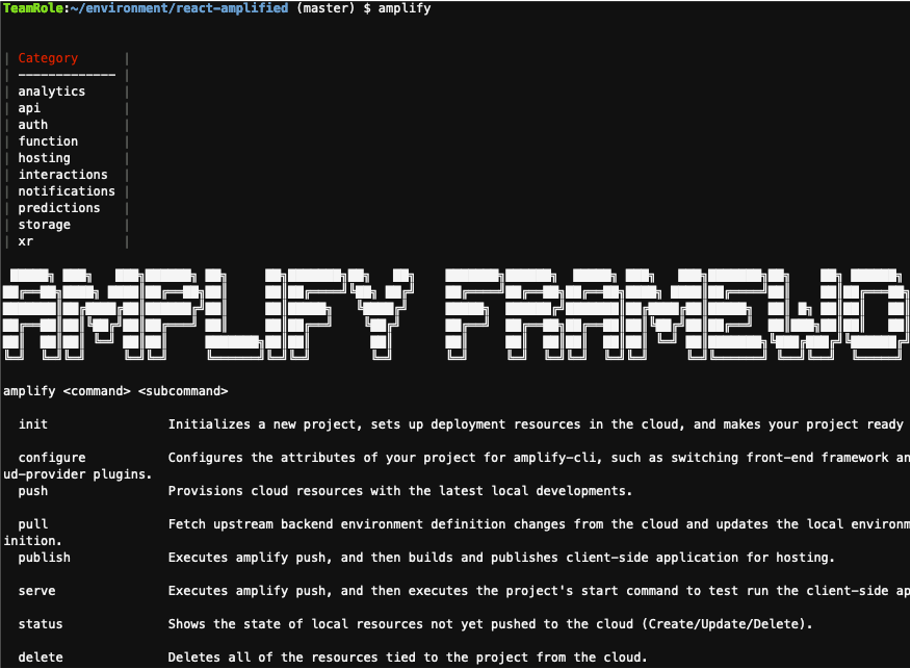 TeamRole:~/environment/react-amplified (master) $ amplify
| Category |
| ------------- |
| analytics |
| api |
| auth |
| function |
| hosting |
| interactions |
| notifications |
| predictions |
| storage |
| xr |
AMPLIFY FRAMEWO
amplify <command> <subcommand>
init Initializes a new project, sets up deployment resources in the cloud, and makes your project ready
configure Configures the attributes of your project for amplify-cli, such as switching front-end framework an
ud-provider plugins.
push Provisions cloud resources with the latest local developments.
pull Fetch upstream backend environment definition changes from the cloud and updates the local environm
inition.
publish Executes amplify push, and then builds and publishes client-side application for hosting.
serve Executes amplify push, and then executes the project's start command to test run the client-side ap
status Shows the state of local resources not yet pushed to the cloud (Create/Update/Delete).
delete Deletes all of the resources tied to the project from the cloud.